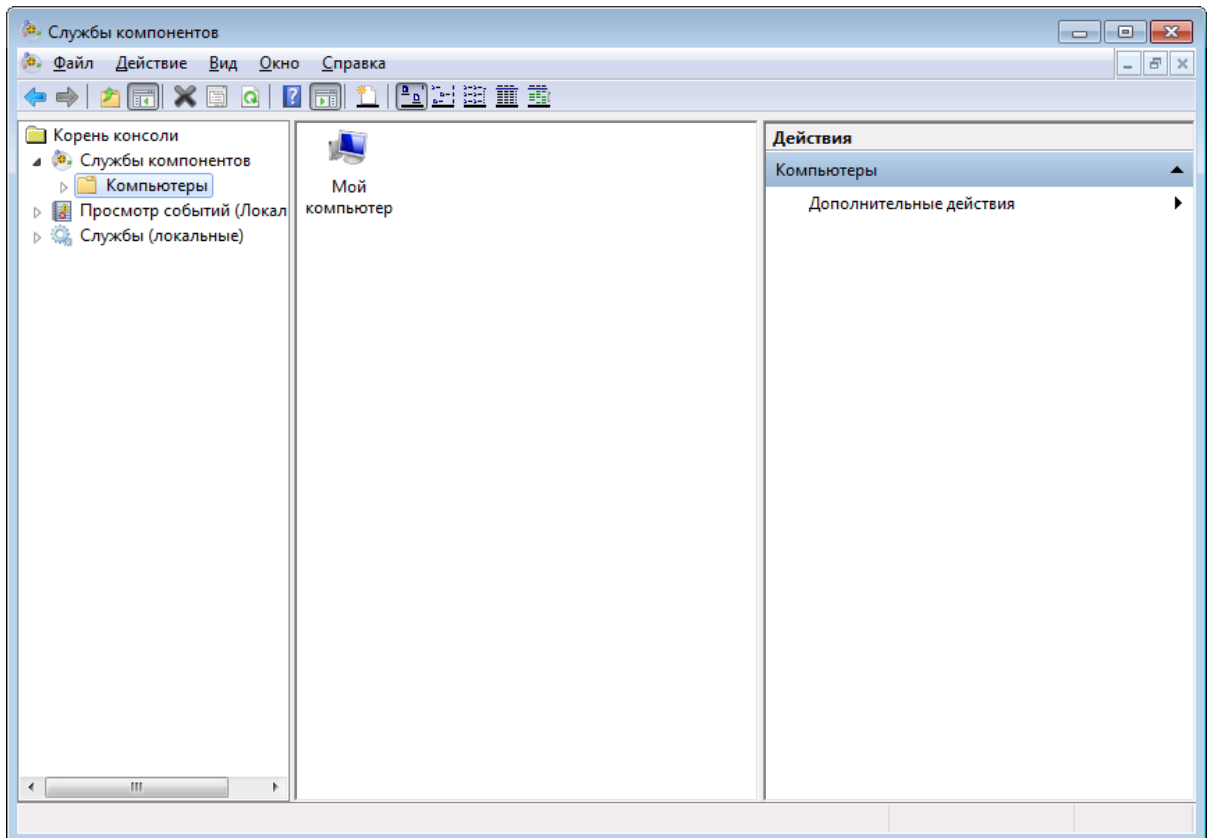 Службы компонентов
Файл Действие Вид Окно Справка
Корень консоли
Службы компонентов
Компьютеры
Просмотр событий (Локал
Службы (локальные)
Мой
компьютер
Действия
Компьютеры
Дополнительные действия